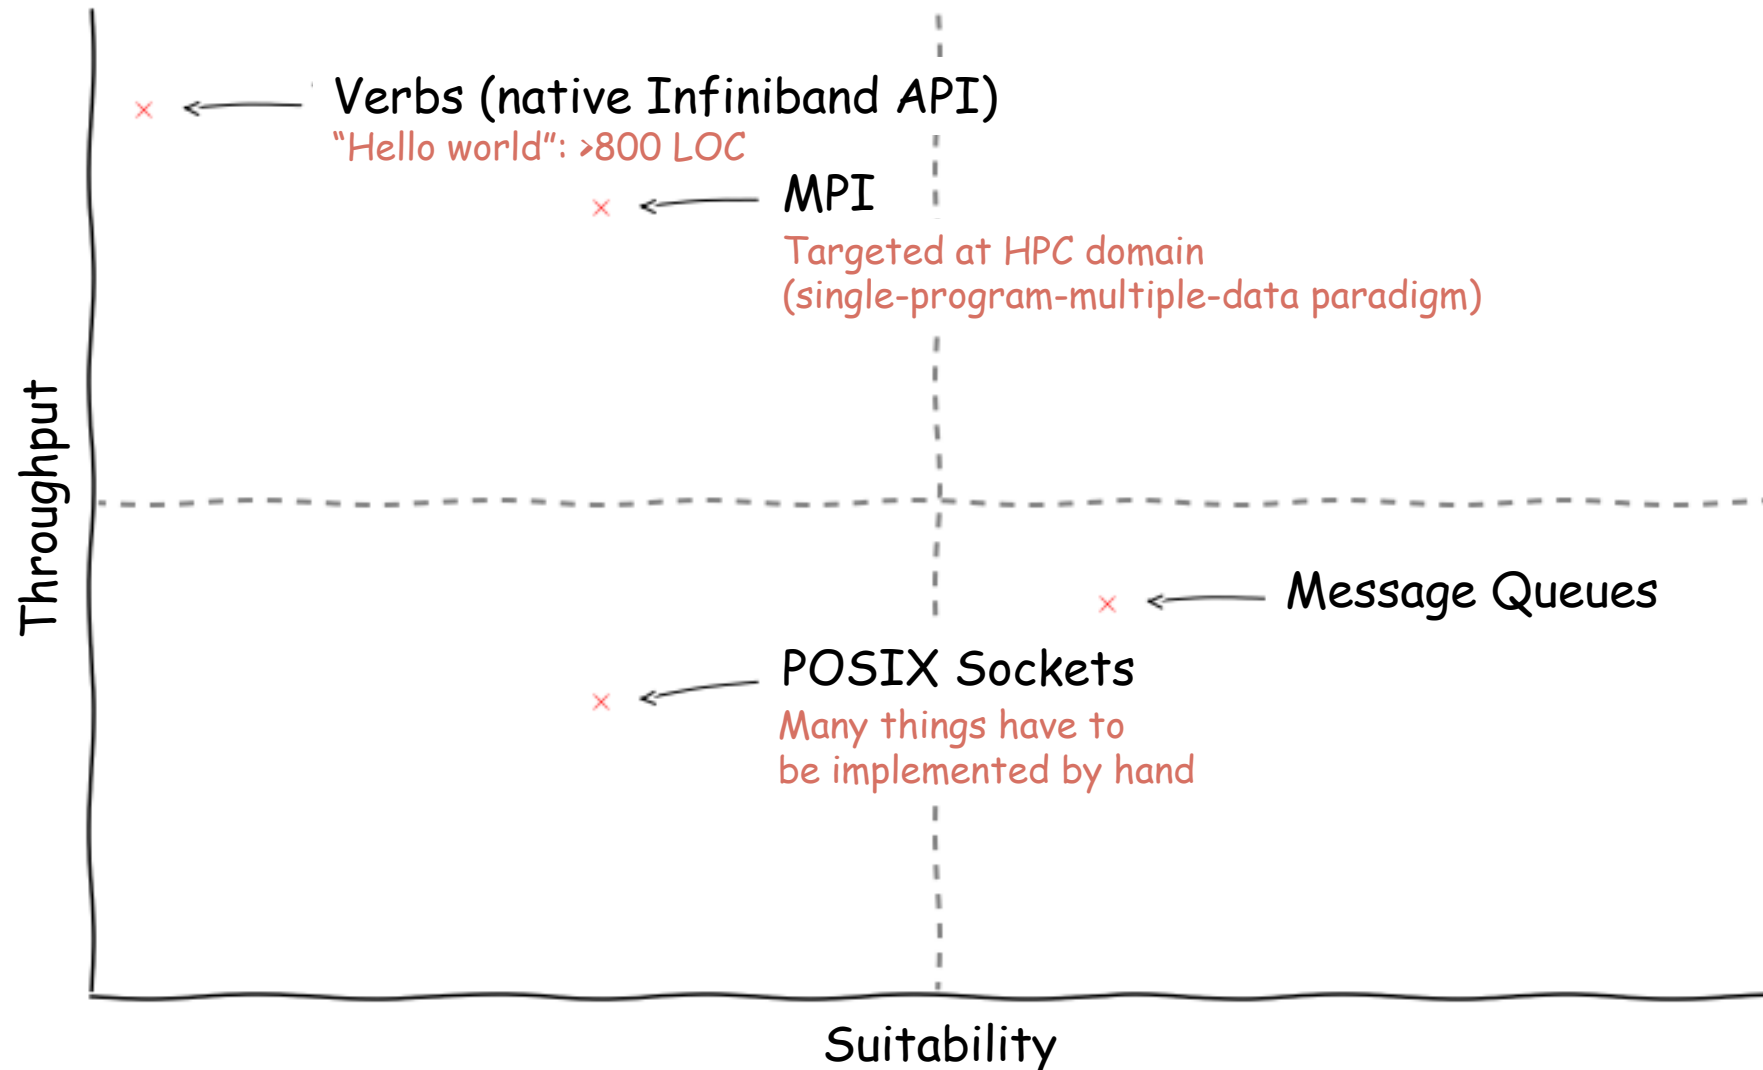 Verbs (native Infiniband API)
“Hello world”: >800 LOC
MPI
Targeted at HPC domain
(single-program-multiple-data paradigm)
Throughput
Message Queues
POSIX Sockets
Many things have to
be implemented by hand
Suitability